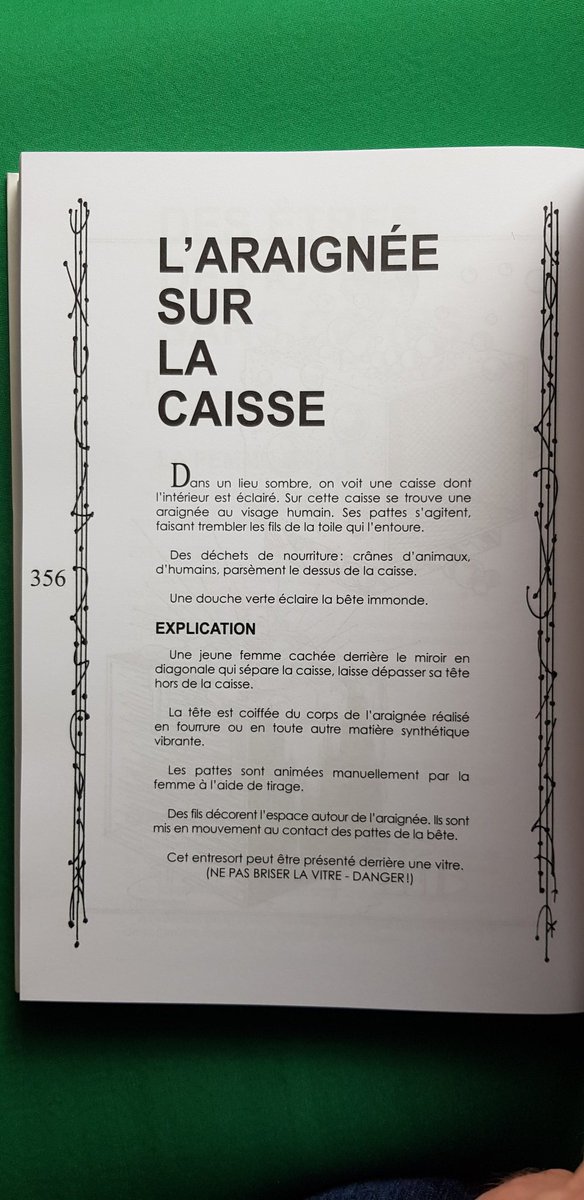 L'ARAIGNÉE
SUR
LA
CAISSE
Dans un lieu sombre, on voit une caisse dont
l'intérieur est éclairé. Sur cette caisse se trouve une
araignée au visage humain. Ses pattes s'agitent,
faisant trembler les fils de la toile qui l'entoure.
Des déchets de nourriture : crânes d'animaux,
d'humains, parsèment le dessus de la caisse.
356
Une douche verte éclaire la bête immonde.
EXPLICATION
Une jeune femme cachée derrière le miroir en
diagonale qui sépare la caisse, laisse dépasser sa tête
hors de la caisse.
La tête est coiffée du corps de l'araignée réalisé
en fourrure ou en toute autre matière synthétique
vibrante.
Les pattes sont animées manuellement par la
femme à l'aide de tirage.
Des fils décorent l'espace autour de l'araignée. Ils sont
mis en mouvement au contact des pattes de la bête.
Cet entresort peut être présenté derrière une vitre.
(NE PAS BRISER LA VITRE - DANGER !)